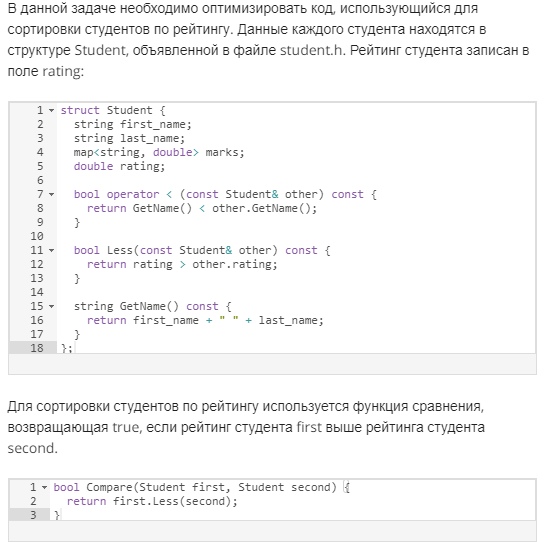 В данной задаче необходимо оптимизировать код, использующийся для
сортировки студентов по рейтингу. Данные каждого студента находятся в
структуре Student, объявленной в файле student.h. Рейтинг студента записан в
поле rating:
1 struct Student {
2   string first_name;
3   string last_name;
4   map<string, double> marks;
5   double rating;
6
7   bool operator < (const Student& other) const {
8     return GetName() < other.GetName();
9   }
10
11   bool Less(const Student& other) const {
12     return rating > other.rating;
13   }
14
15   string GetName() const {
16     return first_name + " " + last_name;
17   }
18 };
Для сортировки студентов по рейтингу используется функция сравнения,
возвращающая true, если рейтинг студента first выше рейтинга студента
second.
1 bool Compare(Student first, Student second) {
2   return first.Less(second);
3 }